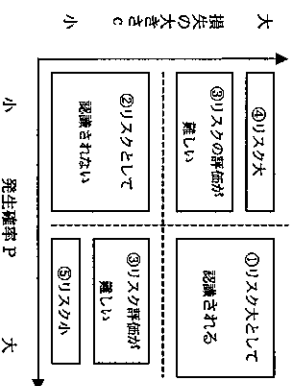 大
損失の大きさc
小
④リスク大
③リスクの評価が
難しい
②リスクとして
認識されない
①リスク大として
認識される
③リスク評価が
難しい
⑤リスク小
小 発生確率P 大